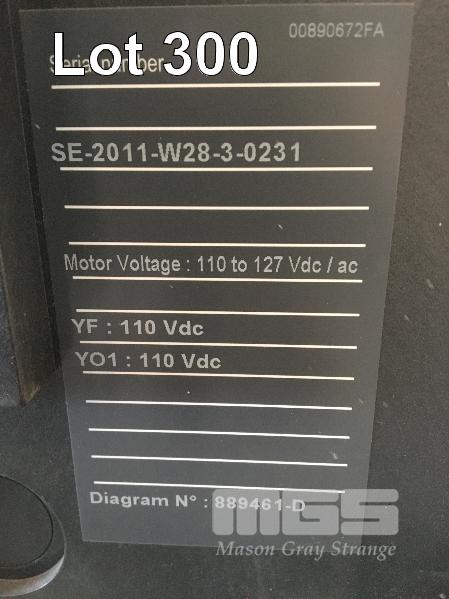 Lot 300
00890672FA
Serial number
SE-2011-W28-3-0231
Motor Voltage : 110 to 127 Vdc / ac
YF : 110 Vdc
YO1 : 110 Vdc
Diagram N° : 889461-D
MGS
Mason Gray Strange